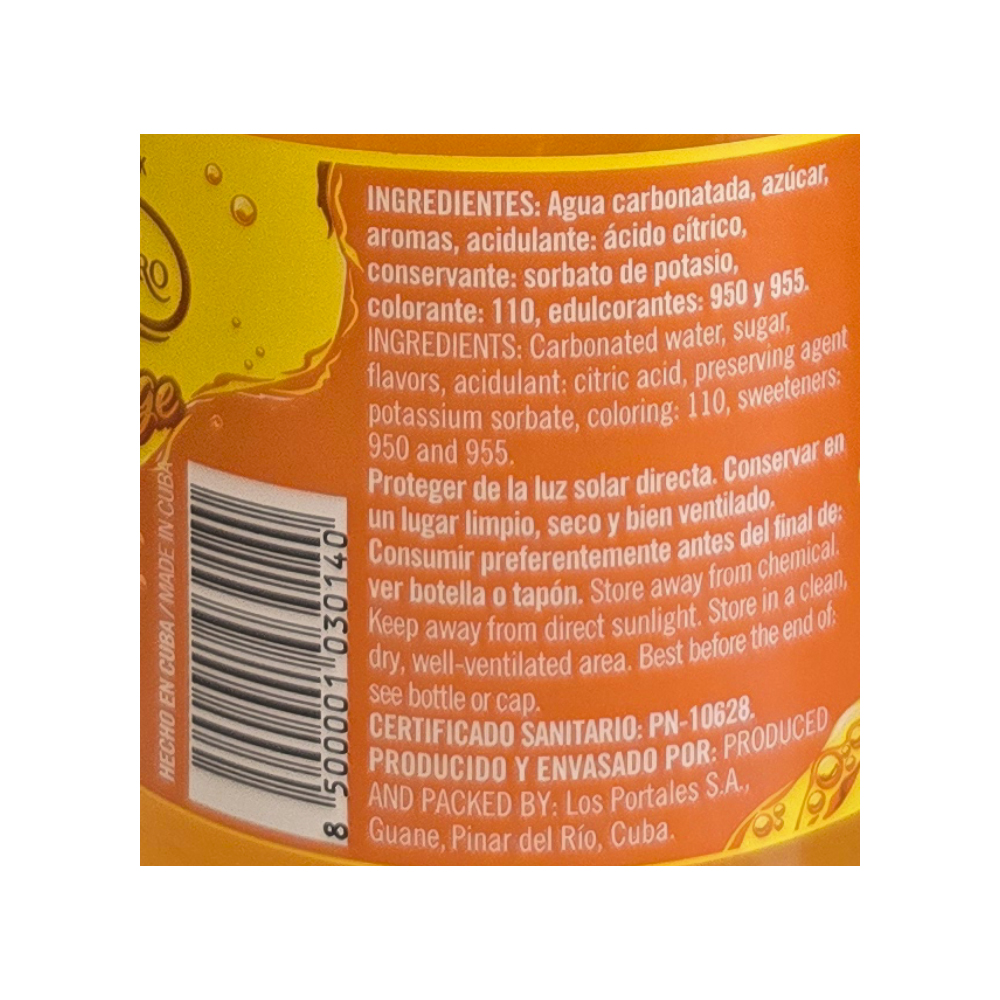 RO
ge
HECHO EN CUBA / MADE IN CUBA
8 500001 030140
INGREDIENTES: Agua carbonatada, azúcar,
aromas, acidulante: ácido cítrico,
conservante: sorbato de potasio,
colorante: 110, edulcorantes: 950 y 955.
INGREDIENTS: Carbonated water, sugar,
flavors, acidulant: citric acid, preserving agent
potassium sorbate, coloring: 110, sweeteners:
950 and 955.
Proteger de la luz solar directa. Conservar en
un lugar limpio, seco y bien ventilado.
Consumir preferentemente antes del final de:
ver botella o tapón. Store away from chemical.
Keep away from direct sunlight. Store in a clean,
dry, well-ventilated area. Best before the end of:
see bottle or cap.
CERTIFICADO SANITARIO: PN-10628.
PRODUCIDO Y ENVASADO POR: PRODUCED
AND PACKED BY: Los Portales S.A.,
Guane, Pinar del Río, Cuba.